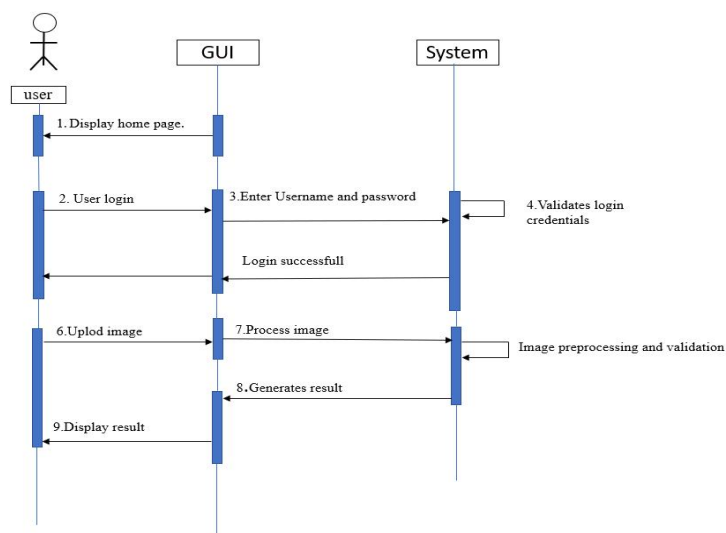 GUI
System
user
1.Display home page.
2. User login
3.Enter Username and password
4.Validates login
credentials
Login successfull
6.Uplod image
7.Process image
Image preprocessing and validation
8.Generates result
9.Display result